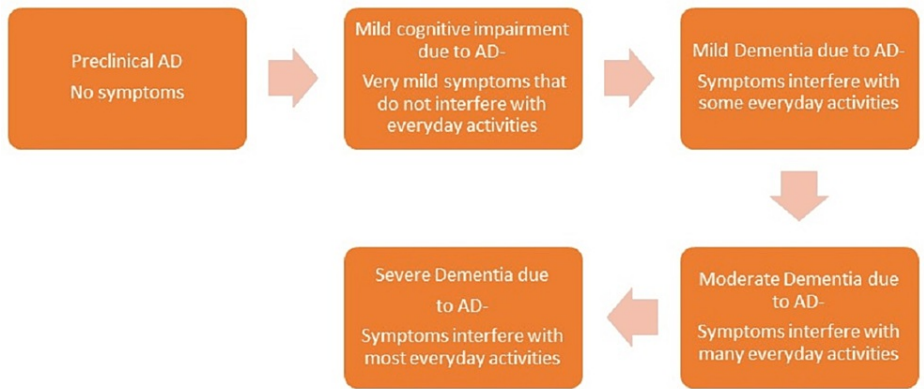 Preclinical AD
No symptoms
Mild cognitive impairment
due to AD-
Very mild symptoms that
do not interfere with
everyday activities
Mild Dementia due to AD-
Symptoms interfere with
some everyday activities
Moderate Dementia due
to AD-
Symptoms interfere with
many everyday activities
Severe Dementia due
to AD-
Symptoms interfere with
most everyday activities